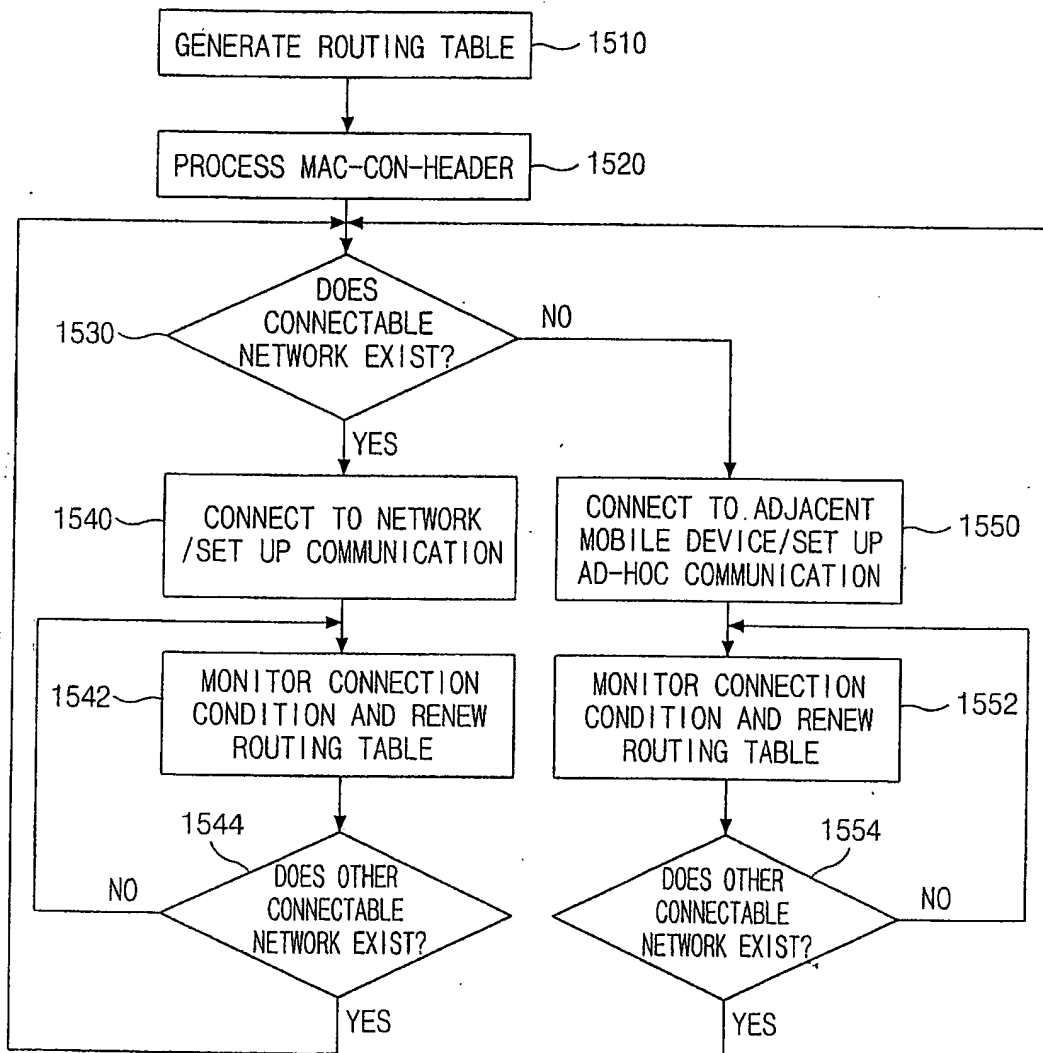 GENERATE ROUTING TABLE
1510
PROCESS MAC-CON-HEADER
1520
DOES
CONNECTABLE
NETWORK EXIST?
1530
NO
YES
1540
CONNECT TO NETWORK
/SET UP COMMUNICATION
CONNECT TO ADJACENT
MOBILE DEVICE/SET UP
AD-HOC COMMUNICATION
1550
1542
MONITOR CONNECTION
CONDITION AND RENEW
ROUTING TABLE
MONITOR CONNECTION
CONDITION AND RENEW
ROUTING TABLE
1552
1544
DOES OTHER
CONNECTABLE
NETWORK EXIST?
NO
YES
1554
DOES OTHER
CONNECTABLE
NETWORK EXIST?
NO
YES